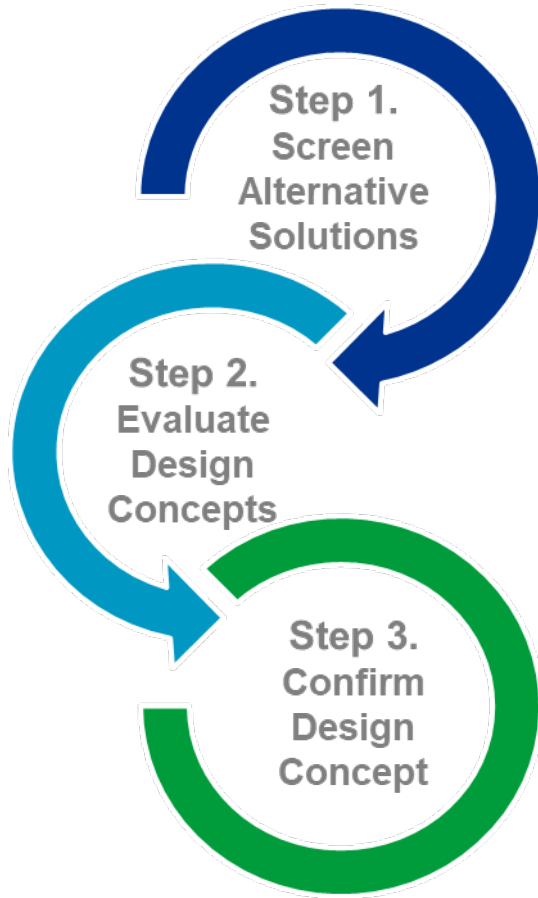 Step 1.
Screen
Alternative
Solutions
Step 2.
Evaluate
Design
Concepts
Step 3.
Confirm
Design
Concept